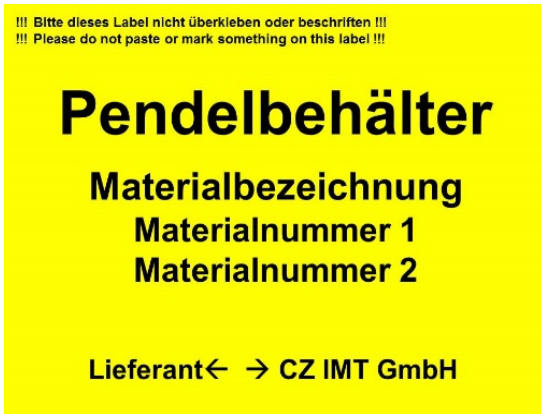 !!! Bitte dieses Label nicht überkleben oder beschriften !!!
!!! Please do not paste or mark something on this label !!!
Pendelbehälter
Materialbezeichnung
Materialnummer 1
Materialnummer 2
Lieferant← → CZ IMT GmbH